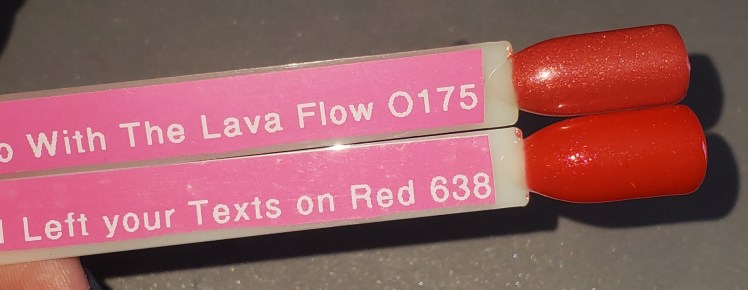 o With The Lava Flow O175
I Left your Texts on Red 638